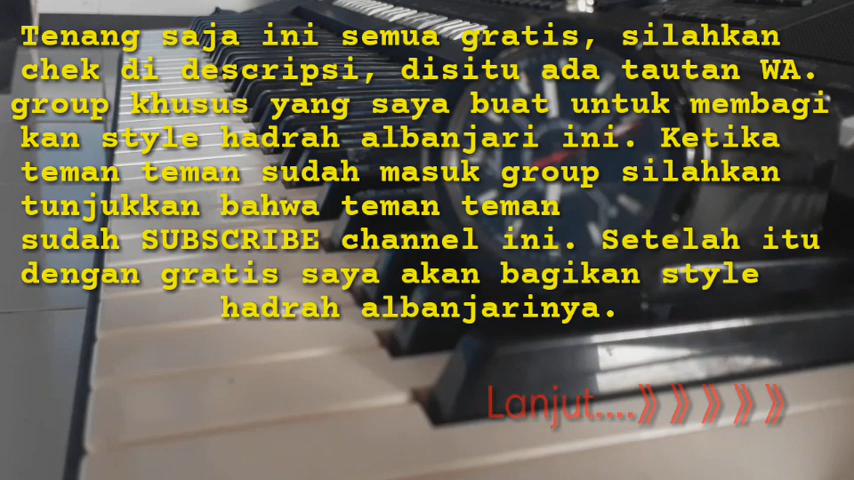 Tenang saja ini semua gratis, silahkan
chek di descripsi, disitu ada tautan WA.
group khusus yang saya buat untuk membagi
kan style hadrah albanjari ini. Ketika
teman teman sudah masuk group silahkan
tunjukkan bahwa teman teman
sudah SUBSCRIBE channel ini. Setelah itu
dengan gratis saya akan bagikan style
hadrah albanjarinya.
Lanjut....》》》》》